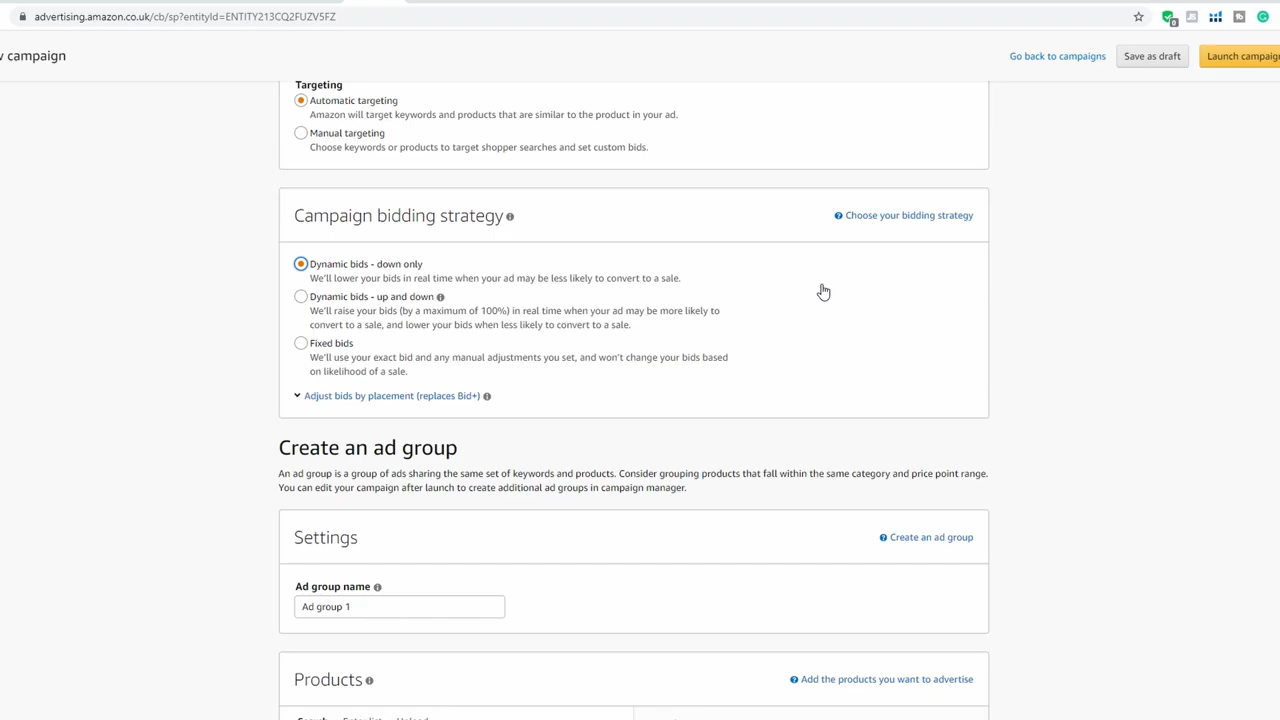 advertising.amazon.co.uk/cb/sp?entityId=ENTITY213CQ2FUZV5FZ
campaign
Go back to campaigns
Save as draft
Launch campaign
Targeting
Automatic targeting
Amazon will target keywords and products that are similar to the product in your ad.
Manual targeting
Choose keywords or products to target shopper searches and set custom bids.
Campaign bidding strategy
Choose your bidding strategy
Dynamic bids - down only
We'll lower your bids in real time when your ad may be less likely to convert to a sale.
Dynamic bids - up and down
We'll raise your bids (by a maximum of 100%) in real time when your ad may be more likely to
convert to a sale, and lower your bids when less likely to convert to a sale.
Fixed bids
We'll use your exact bid and any manual adjustments you set, and won't change your bids based
on likelihood of a sale.
Adjust bids by placement (replaces Bid+)
Create an ad group
An ad group is a group of ads sharing the same set of keywords and products. Consider grouping products that fall within the same category and price point range.
You can edit your campaign after launch to create additional ad groups in campaign manager.
Settings
Create an ad group
Ad group name
Ad group 1
Products
Add the products you want to advertise